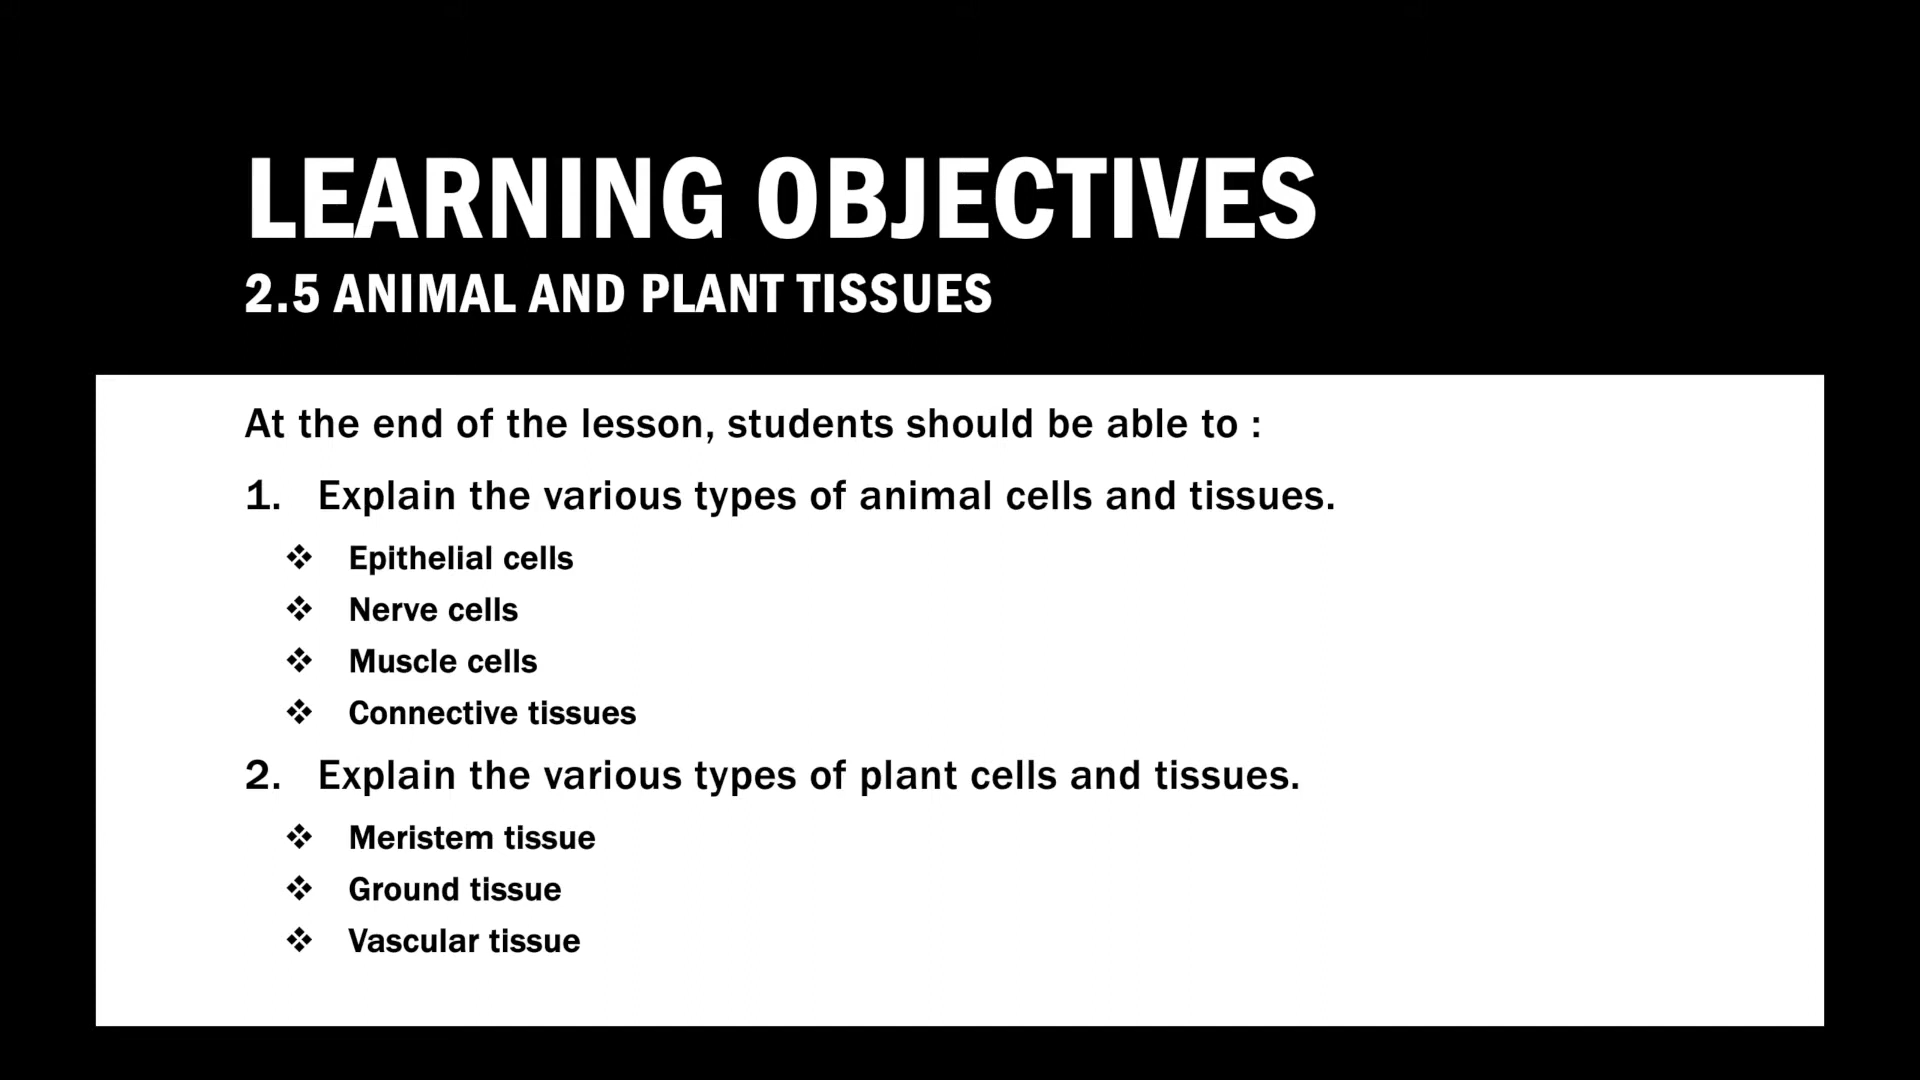 LEARNING OBJECTIVES
2.5 ANIMAL AND PLANT TISSUES
At the end of the lesson, students should be able to :
1. Explain the various types of animal cells and tissues.
❖ Epithelial cells
❖ Nerve cells
❖ Muscle cells
❖ Connective tissues
2. Explain the various types of plant cells and tissues.
❖ Meristem tissue
❖ Ground tissue
❖ Vascular tissue